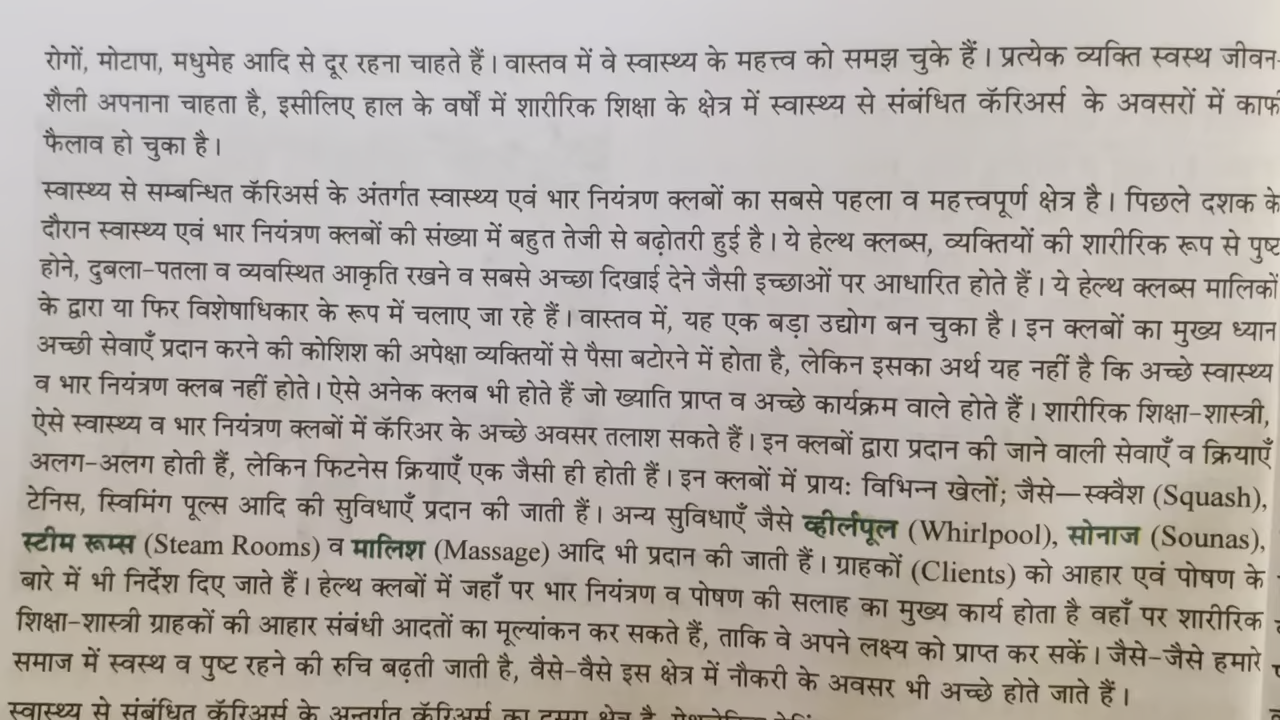 रोगों, मोटापा, मधुमेह आदि से दूर रहना चाहते हैं। वास्तव में वे स्वास्थ्य के महत्त्व को समझ चुके हैं। प्रत्येक व्यक्ति स्वस्थ जीवन-
शैली अपनाना चाहता है, इसीलिए हाल के वर्षों में शारीरिक शिक्षा के क्षेत्र में स्वास्थ्य से संबंधित कॅरिअर्स के अवसरों में
फैलाव हो चुका है।
स्वास्थ्य से सम्बन्धित कॅरिअर्स के अंतर्गत स्वास्थ्य एवं भार नियंत्रण क्लबों का सबसे पहला व महत्त्वपूर्ण क्षेत्र है। पिछले दशक के
दौरान स्वास्थ्य एवं भार नियंत्रण क्लबों की संख्या में बहुत तेजी से बढ़ोतरी हुई है। ये हेल्थ क्लब्स, व्यक्तियों की शारीरिक रूप से पुष्ट
होने, दुबला-पतला व व्यवस्थित आकृति रखने व सबसे अच्छा दिखाई देने जैसी इच्छाओं पर आधारित होते हैं। ये हेल्थ क्लब्स मालिकों
के द्वारा या फिर विशेषाधिकार के रूप में चलाए जा रहे हैं। वास्तव में, यह एक बड़ा उद्योग बन चुका है। इन क्लबों का मुख्य ध्यान
अच्छी सेवाएँ प्रदान करने की कोशिश की अपेक्षा व्यक्तियों से पैसा बटोरने में होता है, लेकिन इसका अर्थ यह नहीं है कि अच्छे स्वास्थ्य
व भार नियंत्रण क्लब नहीं होते। ऐसे अनेक क्लब भी होते हैं जो ख्याति प्राप्त व अच्छे कार्यक्रम वाले होते हैं। शारीरिक शिक्षा-शास्त्री,
ऐसे स्वास्थ्य व भार नियंत्रण क्लबों में कॅरिअर के अच्छे अवसर तलाश सकते हैं। इन क्लबों द्वारा प्रदान की जाने वाली सेवाएँ व क्रियाएँ
अलग-अलग होती हैं, लेकिन फिटनेस क्रियाएँ एक जैसी ही होती हैं। इन क्लबों में प्रायः विभिन्न खेलों; जैसे—स्क्वैश (Squash),
टेनिस, स्विमिंग पूल्स आदि की सुविधाएँ प्रदान की जाती हैं। अन्य सुविधाएँ जैसे व्हीर्लपूल (Whirlpool), सोनाज (Sounas),
स्टीम रूम्स (Steam Rooms) व मालिश (Massage) आदि भी प्रदान की जाती हैं। ग्राहकों (Clients) को आहार एवं पोषण के
बारे में भी निर्देश दिए जाते हैं। हेल्थ क्लबों में जहाँ पर भार नियंत्रण व पोषण की सलाह का मुख्य कार्य होता है वहाँ पर शारीरिक
शिक्षा-शास्त्री ग्राहकों की आहार संबंधी आदतों का मूल्यांकन कर सकते हैं, ताकि वे अपने लक्ष्य को प्राप्त कर सकें। जैसे-जैसे हमारे
समाज में स्वस्थ व पुष्ट रहने की रुचि बढ़ती जाती है, वैसे-वैसे इस क्षेत्र में नौकरी के अवसर भी अच्छे होते जाते हैं।
स्वास्थ्य से संबंधित कॅरिअर्स के अन्तर्गत कॅरिअर्स का दूसरा क्षेत्र है,